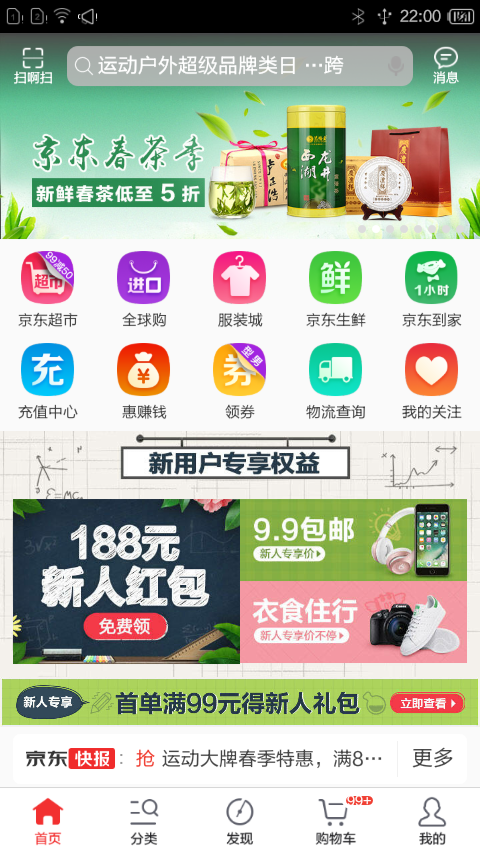 22:00
扫啊扫
运动户外超级品牌类日 …跨
消息
京东春茶季
新鲜春茶低至 5 折
西湖龙井
99减50
超市
进口
鲜
1小时
京东超市
全球购
服装城
京东生鲜
京东到家
充
¥
券
型男
充值中心
惠赚钱
领券
物流查询
我的关注
新用户专享权益
188元
新人红包
免费领
9.9包邮
新人专享价
衣食住行
新人专享价不停
新人专享
首单满99元得新人礼包
立即查看
京东快报：
抢 运动大牌春季特惠，满8…
更多
99+
首页
分类
发现
购物车
我的